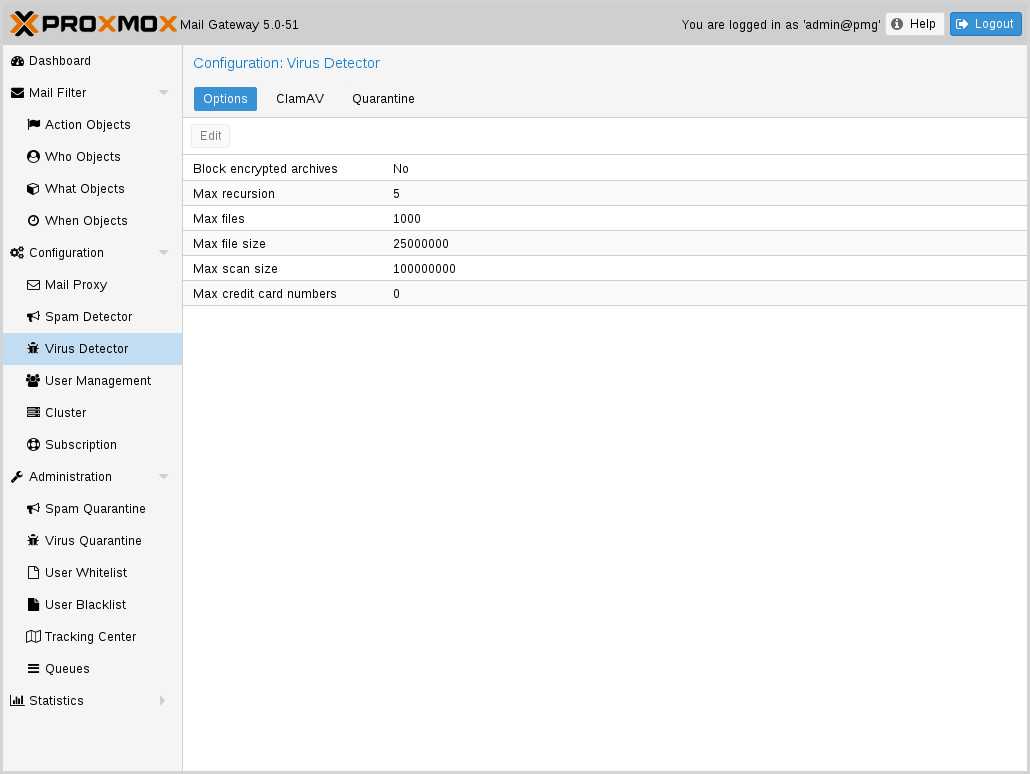 PROXMOX Mail Gateway 5.0-51 You are logged in as 'admin@pmg' Help Logout
Dashboard
Mail Filter
Action Objects
Who Objects
What Objects
When Objects
Configuration
Mail Proxy
Spam Detector
Virus Detector
User Management
Cluster
Subscription
Administration
Spam Quarantine
Virus Quarantine
User Whitelist
User Blacklist
Tracking Center
Queues
Statistics
Configuration: Virus Detector
Options ClamAV Quarantine
Edit
Block encrypted archives No
Max recursion 5
Max files 1000
Max file size 25000000
Max scan size 100000000
Max credit card numbers 0